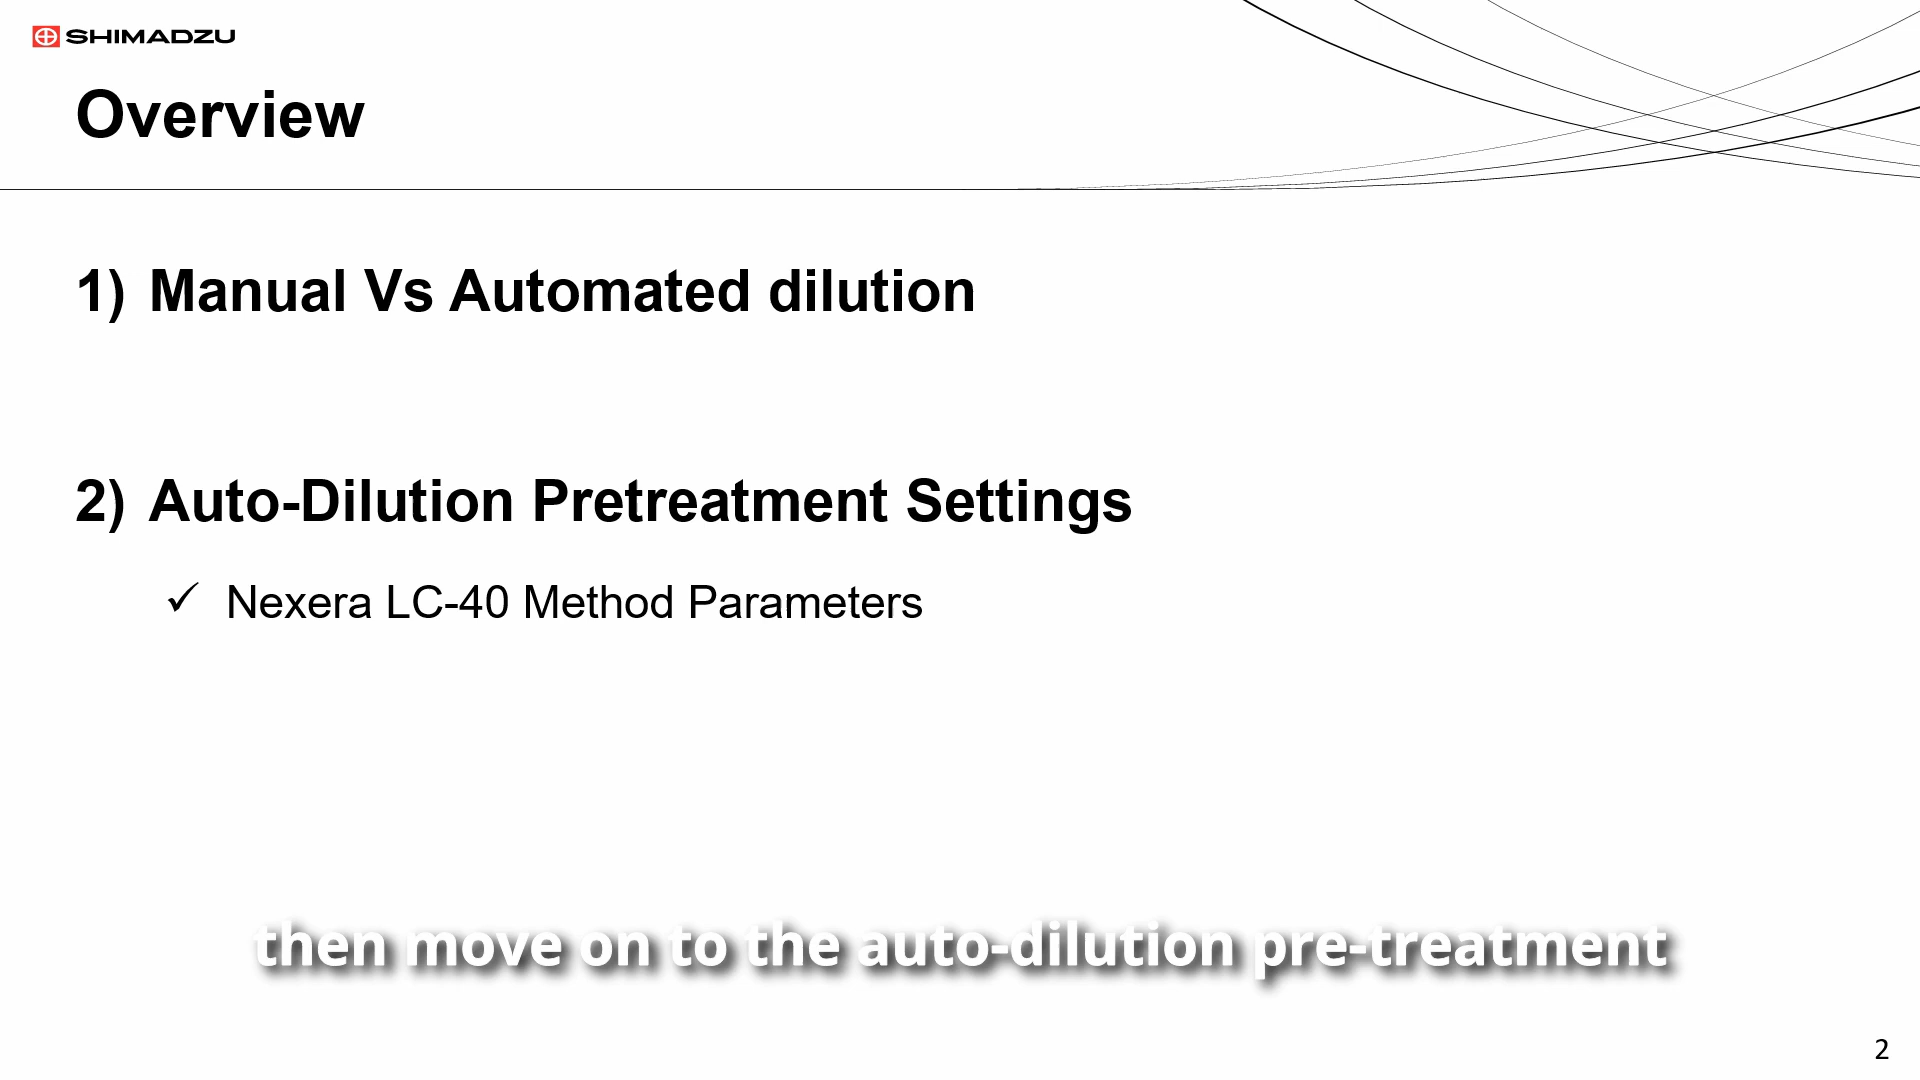 SHIMADZU
Overview
1) Manual Vs Automated dilution
2) Auto-Dilution Pretreatment Settings
✓ Nexera LC-40 Method Parameters
then move on to the auto-dilution pre-treatment
2